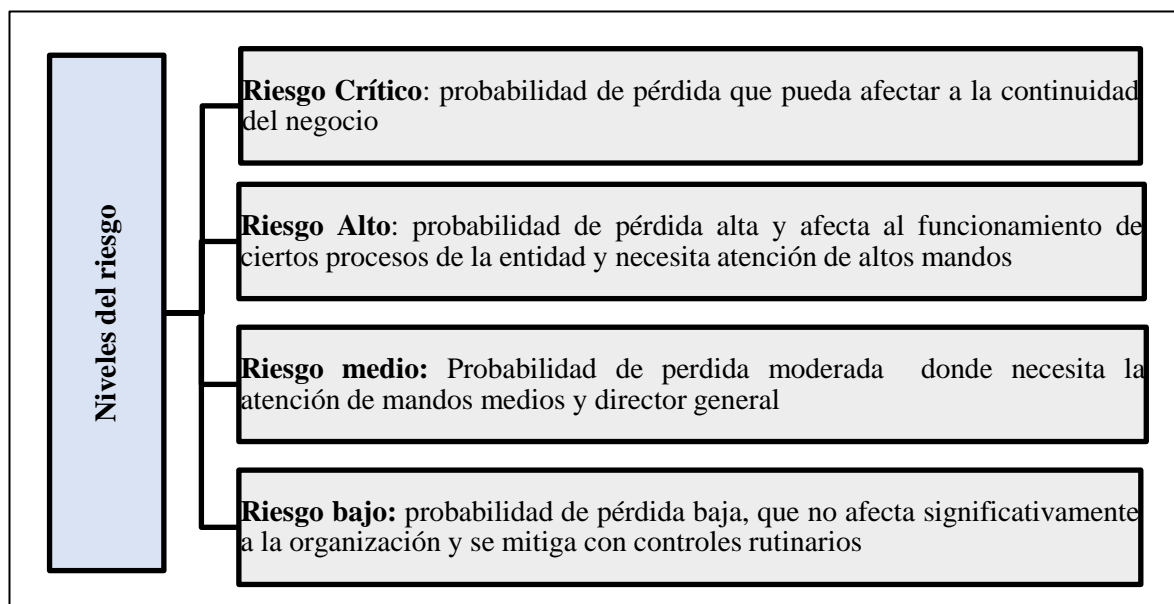 Niveles del riesgo
Riesgo Crítico: probabilidad de pérdida que pueda afectar a la continuidad
del negocio
Riesgo Alto: probabilidad de pérdida alta y afecta al funcionamiento de
ciertos procesos de la entidad y necesita atención de altos mandos
Riesgo medio: Probabilidad de perdida moderada donde necesita la
atención de mandos medios y director general
Riesgo bajo: probabilidad de pérdida baja, que no afecta significativamente
a la organización y se mitiga con controles rutinarios